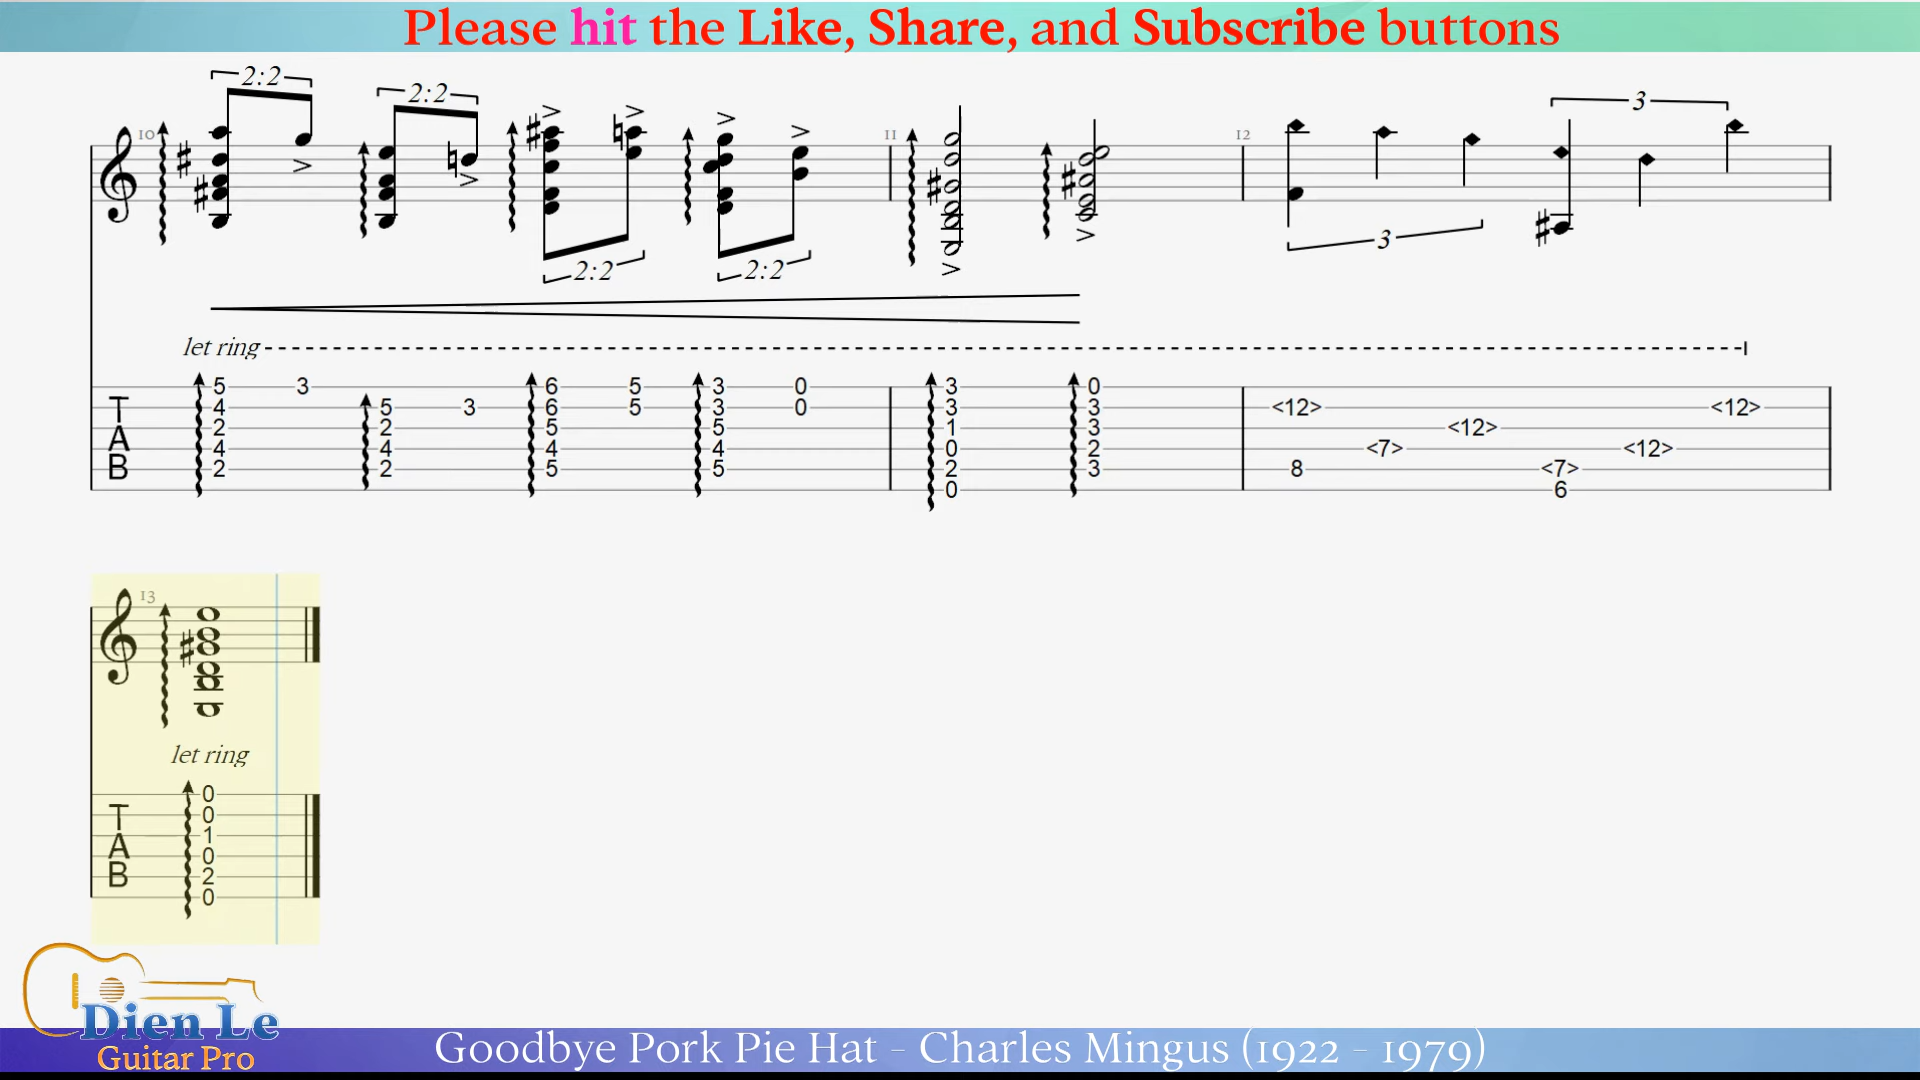 Please hit the Like, Share, and Subscribe buttons
2:2 2:2 3
10 11 12
2:2 2:2 3
let ring
5 3 6 5 3 0 3 0
4 5 3 6 5 3 0 3 3 <12> <12>
T 2 2 5 5 1 3 <12>
A 4 4 4 4 0 2 <7> <12>
B 2 2 5 5 2 3 8 <7>
0 6
13
let ring
0
T 0
1
A 0
B 2
0
Dien Le
Guitar Pro
Goodbye Pork Pie Hat - Charles Mingus (1922 - 1979)